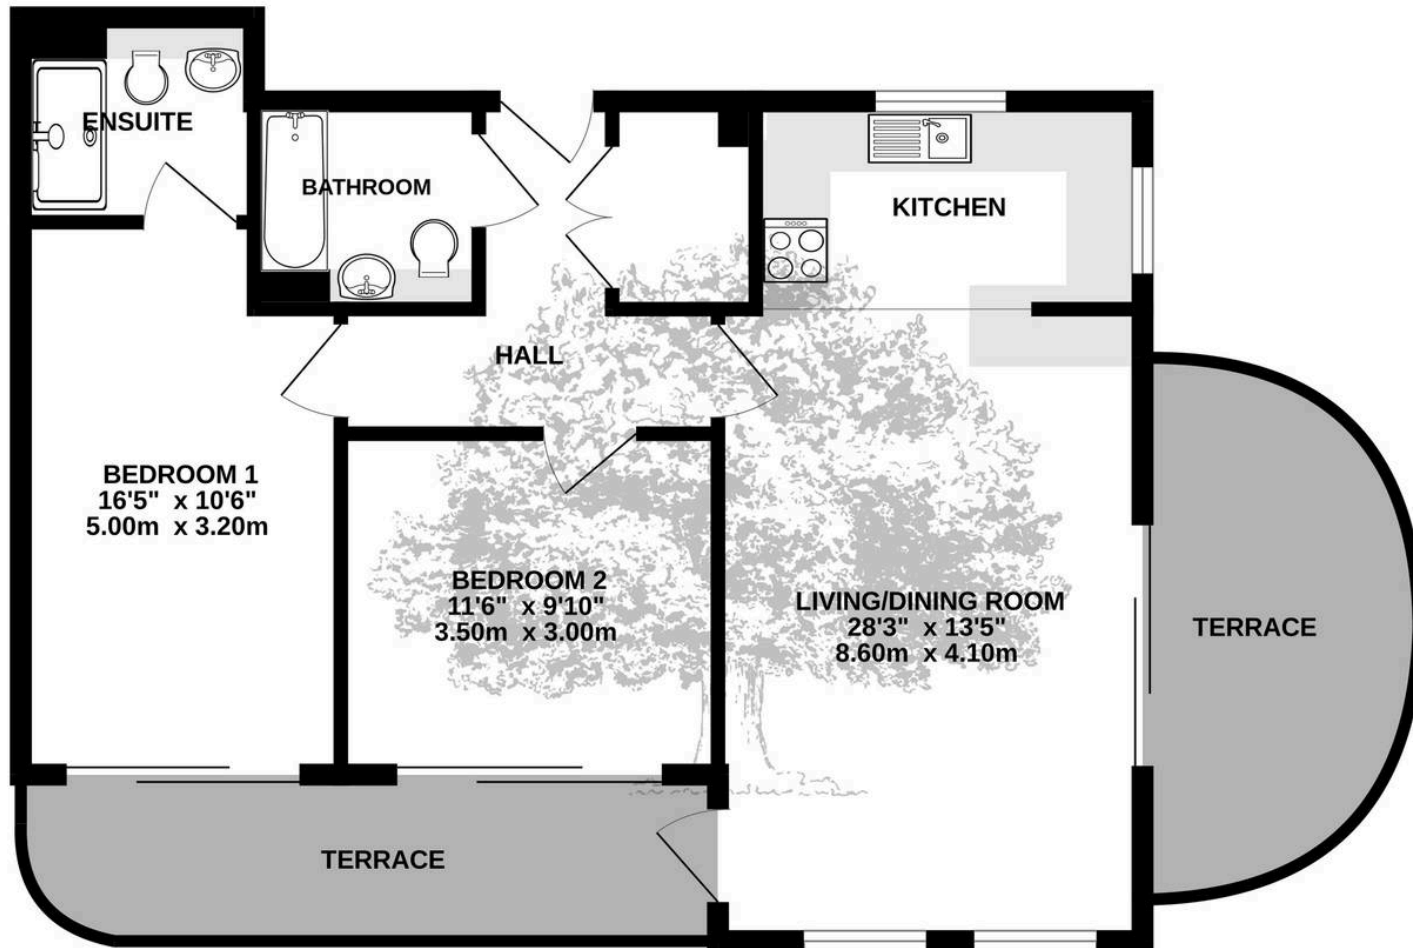 ENSUITE
BATHROOM
KITCHEN
HALL
BEDROOM 1
16'5" x 10'6"
5.00m x 3.20m
BEDROOM 2
11'6" x 9'10"
3.50m x 3.00m
LIVING/DINING ROOM
28'3" x 13'5"
8.60m x 4.10m
TERRACE
TERRACE